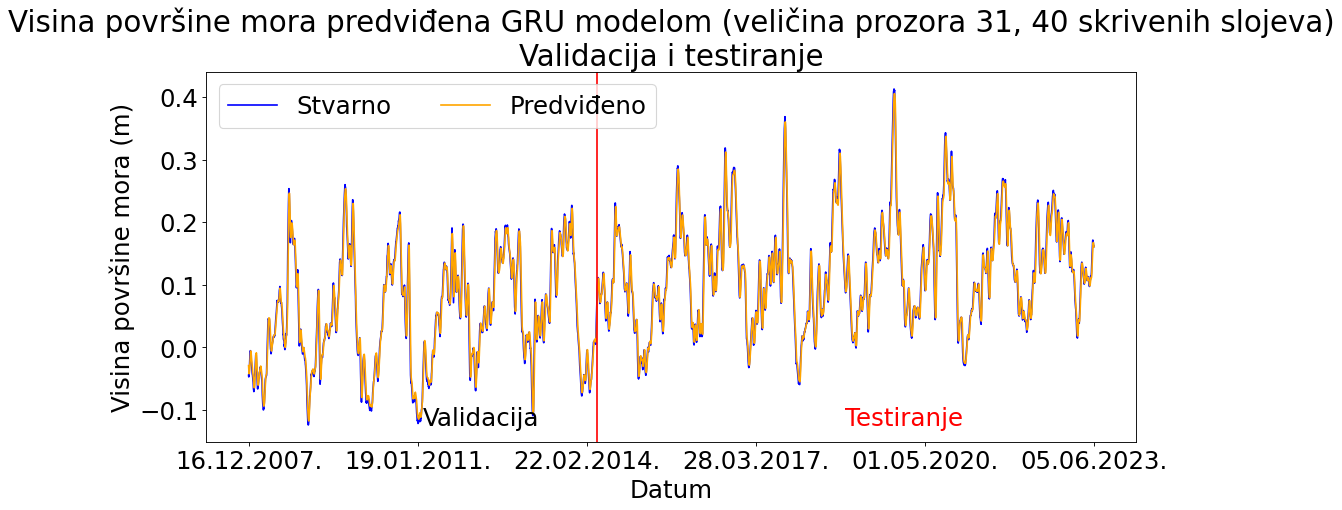 Visina površine mora predviđena GRU modelom (veličina prozora 31, 40 skrivenih slojeva)
Validacija i testiranje
Stvarno
Predviđeno
Visina površine mora (m)
0.4
0.3
0.2
0.1
0.0
−0.1
Validacija
Testiranje
16.12.2007.
19.01.2011.
22.02.2014.
28.03.2017.
01.05.2020.
05.06.2023.
Datum